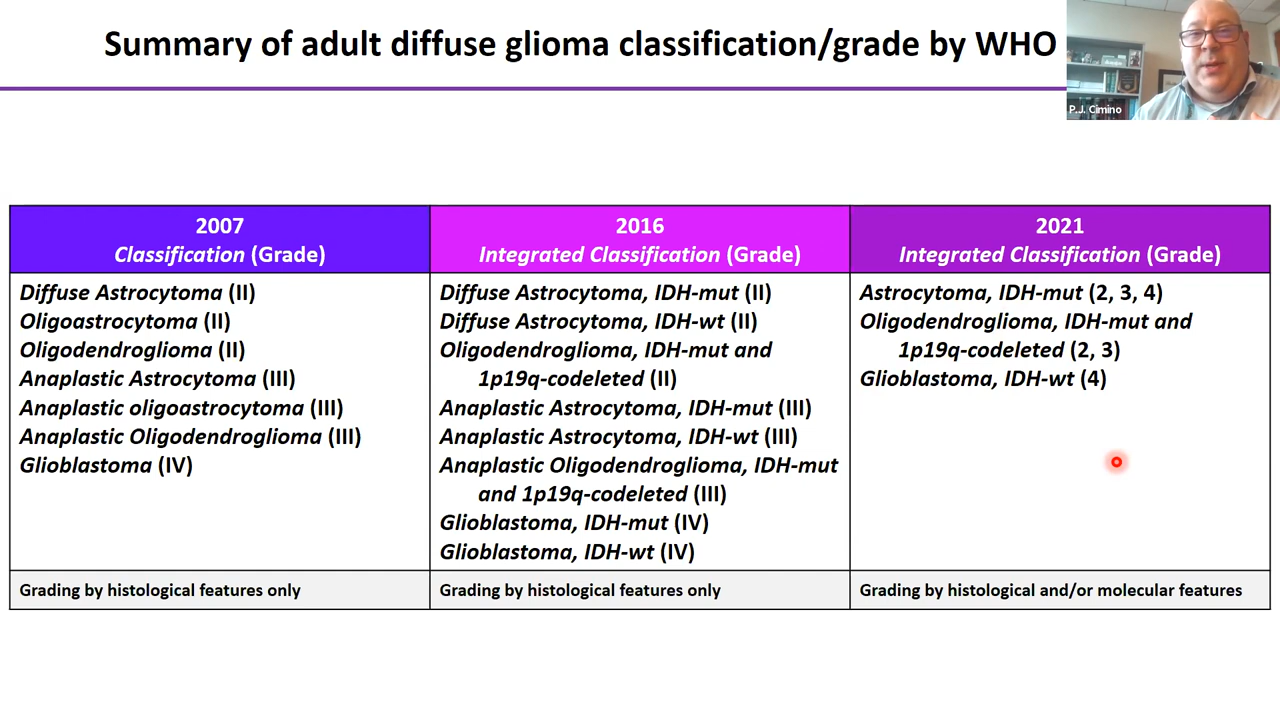 Summary of adult diffuse glioma classification/grade by WHO
P.J. Cimino
2007
Classification (Grade)
Diffuse Astrocytoma (II)
Oligoastrocytoma (II)
Oligodendroglioma (II)
Anaplastic Astrocytoma (III)
Anaplastic oligoastrocytoma (III)
Anaplastic Oligodendroglioma (III)
Glioblastoma (IV)
Grading by histological features only
2016
Integrated Classification (Grade)
Diffuse Astrocytoma, IDH-mut (II)
Diffuse Astrocytoma, IDH-wt (II)
Oligodendroglioma, IDH-mut and
1p19q-codeleted (II)
Anaplastic Astrocytoma, IDH-mut (III)
Anaplastic Astrocytoma, IDH-wt (III)
Anaplastic Oligodendroglioma, IDH-mut
and 1p19q-codeleted (III)
Glioblastoma, IDH-mut (IV)
Glioblastoma, IDH-wt (IV)
Grading by histological features only
2021
Integrated Classification (Grade)
Astrocytoma, IDH-mut (2, 3, 4)
Oligodendroglioma, IDH-mut and
1p19q-codeleted (2, 3)
Glioblastoma, IDH-wt (4)
Grading by histological and/or molecular features